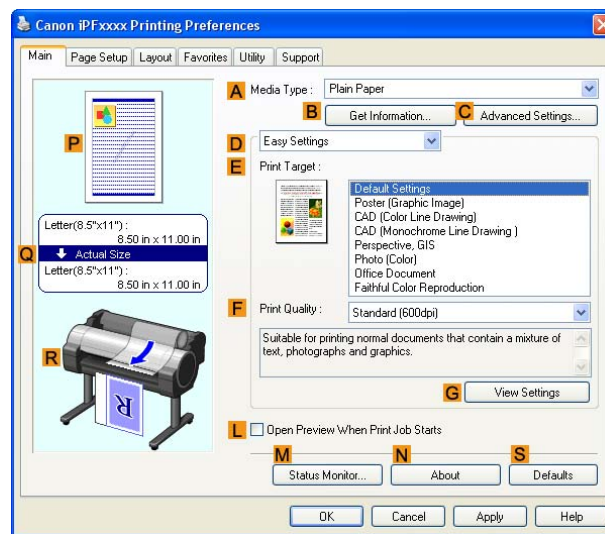 Canon iPFxxxx Printing Preferences
Main Page Setup Layout Favorites Utility Support
A Media Type : Plain Paper
B Get Information... C Advanced Settings...
D Easy Settings
E Print Target :
Default Settings
Poster (Graphic Image)
CAD (Color Line Drawing)
CAD (Monochrome Line Drawing )
Perspective, GIS
Photo (Color)
Office Document
Faithful Color Reproduction
F Print Quality : Standard (600dpi)
Suitable for printing normal documents that contain a mixture of
text, photographs and graphics.
G View Settings
P
Letter(8.5"x11") :
8.50 in x 11.00 in
Q Actual Size
Letter(8.5"x11") :
8.50 in x 11.00 in
R
R
L Open Preview When Print Job Starts
M Status Monitor... N About S Defaults
OK Cancel Apply Help